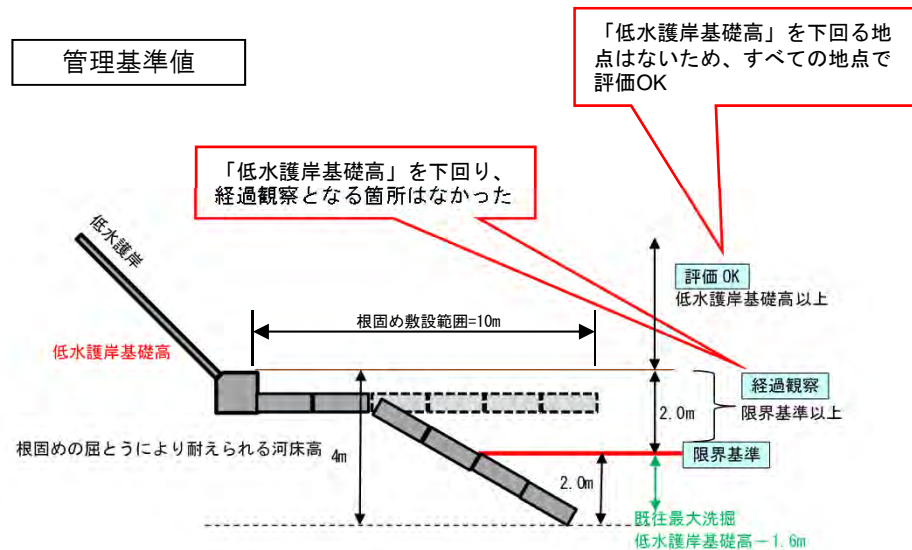 管理基準値
「低水護岸基礎高」を下回る地
点はないため、すべての地点で
評価OK
「低水護岸基礎高」を下回り、
経過観察となる箇所はなかった
低水護岸
評価 OK
低水護岸基礎高以上
根固め敷設範囲=10m
低水護岸基礎高
経過観察
限界基準以上
2.0m
根固めの屈とうにより耐えられる河床高
4m
限界基準
2.0m
既往最大洗掘
低水護岸基礎高－1.6m